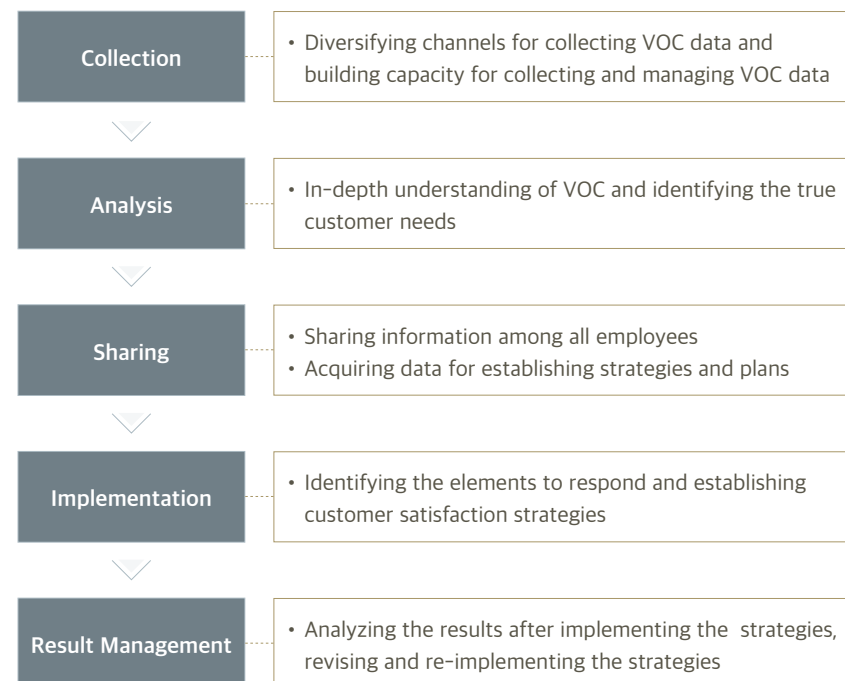 Collection
• Diversifying channels for collecting VOC data and
building capacity for collecting and managing VOC data
Analysis
• In-depth understanding of VOC and identifying the true
customer needs
Sharing
• Sharing information among all employees
• Acquiring data for establishing strategies and plans
Implementation
• Identifying the elements to respond and establishing
customer satisfaction strategies
Result Management
• Analyzing the results after implementing the strategies,
revising and re-implementing the strategies